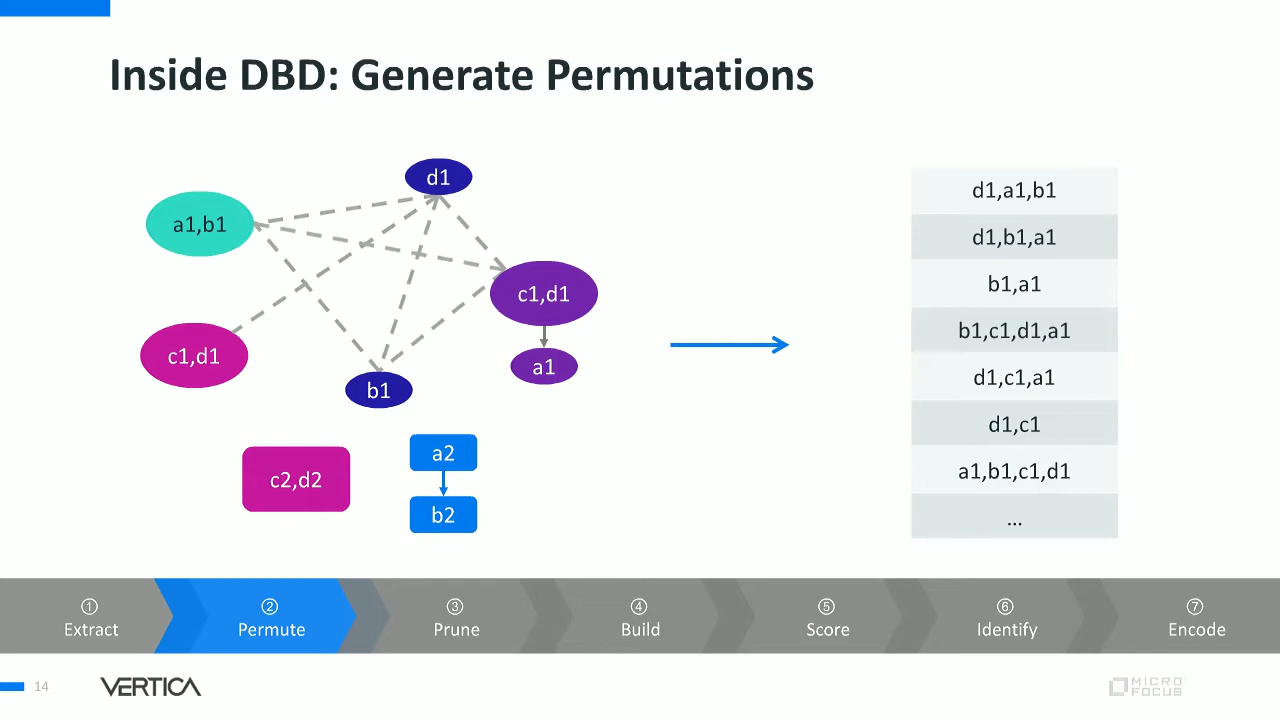 Inside DBD: Generate Permutations
d1
a1,b1
c1,d1
c1,d1
a1
b1
a2
c2,d2
b2
d1,a1,b1
d1,b1,a1
b1,a1
b1,c1,d1,a1
d1,c1,a1
d1,c1
a1,b1,c1,d1
...
① Extract
② Permute
③ Prune
④ Build
⑤ Score
⑥ Identify
⑦ Encode
14
VERTICA
MICRO
FOCUS